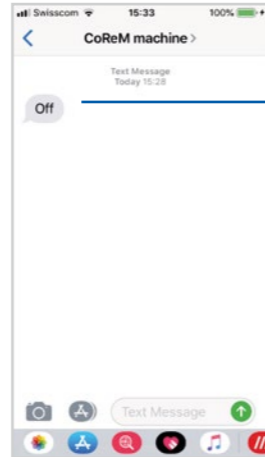 Swisscom 15:33 100%
CoReM machine >
Text Message
Today 15:28
Off
Text Message